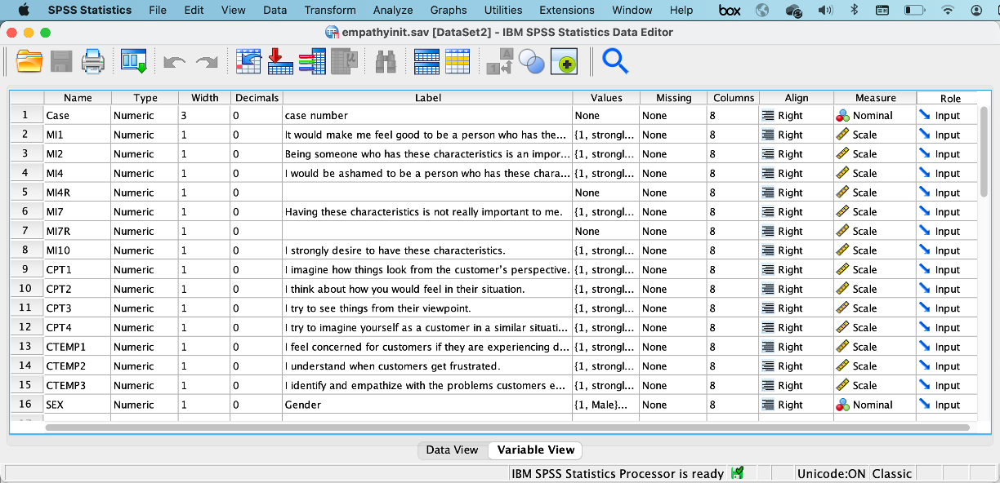 SPSS Statistics File Edit View Data Transform Analyze Graphs Utilities Extensions Window Help box
empathyinit.sav [DataSet2] - IBM SPSS Statistics Data Editor
Name Type Width Decimals Label Values Missing Columns Align Measure Role
1 Case Numeric 3 0 case number None None 8 Right Nominal Input
2 MI1 Numeric 1 0 It would make me feel good to be a person who has the... {1, strongl... None 8 Right Scale Input
3 MI2 Numeric 1 0 Being someone who has these characteristics is an impor... {1, strongl... None 8 Right Scale Input
4 MI4 Numeric 1 0 I would be ashamed to be a person who has these chara... {1, strongl... None 8 Right Scale Input
5 MI4R Numeric 1 0 None None 8 Right Scale Input
6 MI7 Numeric 1 0 Having these characteristics is not really important to me. {1, strongl... None 8 Right Scale Input
7 MI7R Numeric 1 0 None None 8 Right Scale Input
8 MI10 Numeric 1 0 I strongly desire to have these characteristics. {1, strongl... None 8 Right Scale Input
9 CPT1 Numeric 1 0 I imagine how things look from the customer's perspective. {1, strongl... None 8 Right Scale Input
10 CPT2 Numeric 1 0 I think about how you would feel in their situation. {1, strongl... None 8 Right Scale Input
11 CPT3 Numeric 1 0 I try to see things from their viewpoint. {1, strongl... None 8 Right Scale Input
12 CPT4 Numeric 1 0 I try to imagine yourself as a customer in a similar situati... {1, strongl... None 8 Right Scale Input
13 CTEMP1 Numeric 1 0 I feel concerned for customers if they are experiencing d... {1, strongl... None 8 Right Scale Input
14 CTEMP2 Numeric 1 0 I understand when customers get frustrated. {1, strongl... None 8 Right Scale Input
15 CTEMP3 Numeric 1 0 I identify and empathize with the problems customers e... {1, strongl... None 8 Right Scale Input
16 SEX Numeric 1 0 Gender {1, Male}... None 8 Right Nominal Input
Data View Variable View
IBM SPSS Statistics Processor is ready Unicode:ON Classic